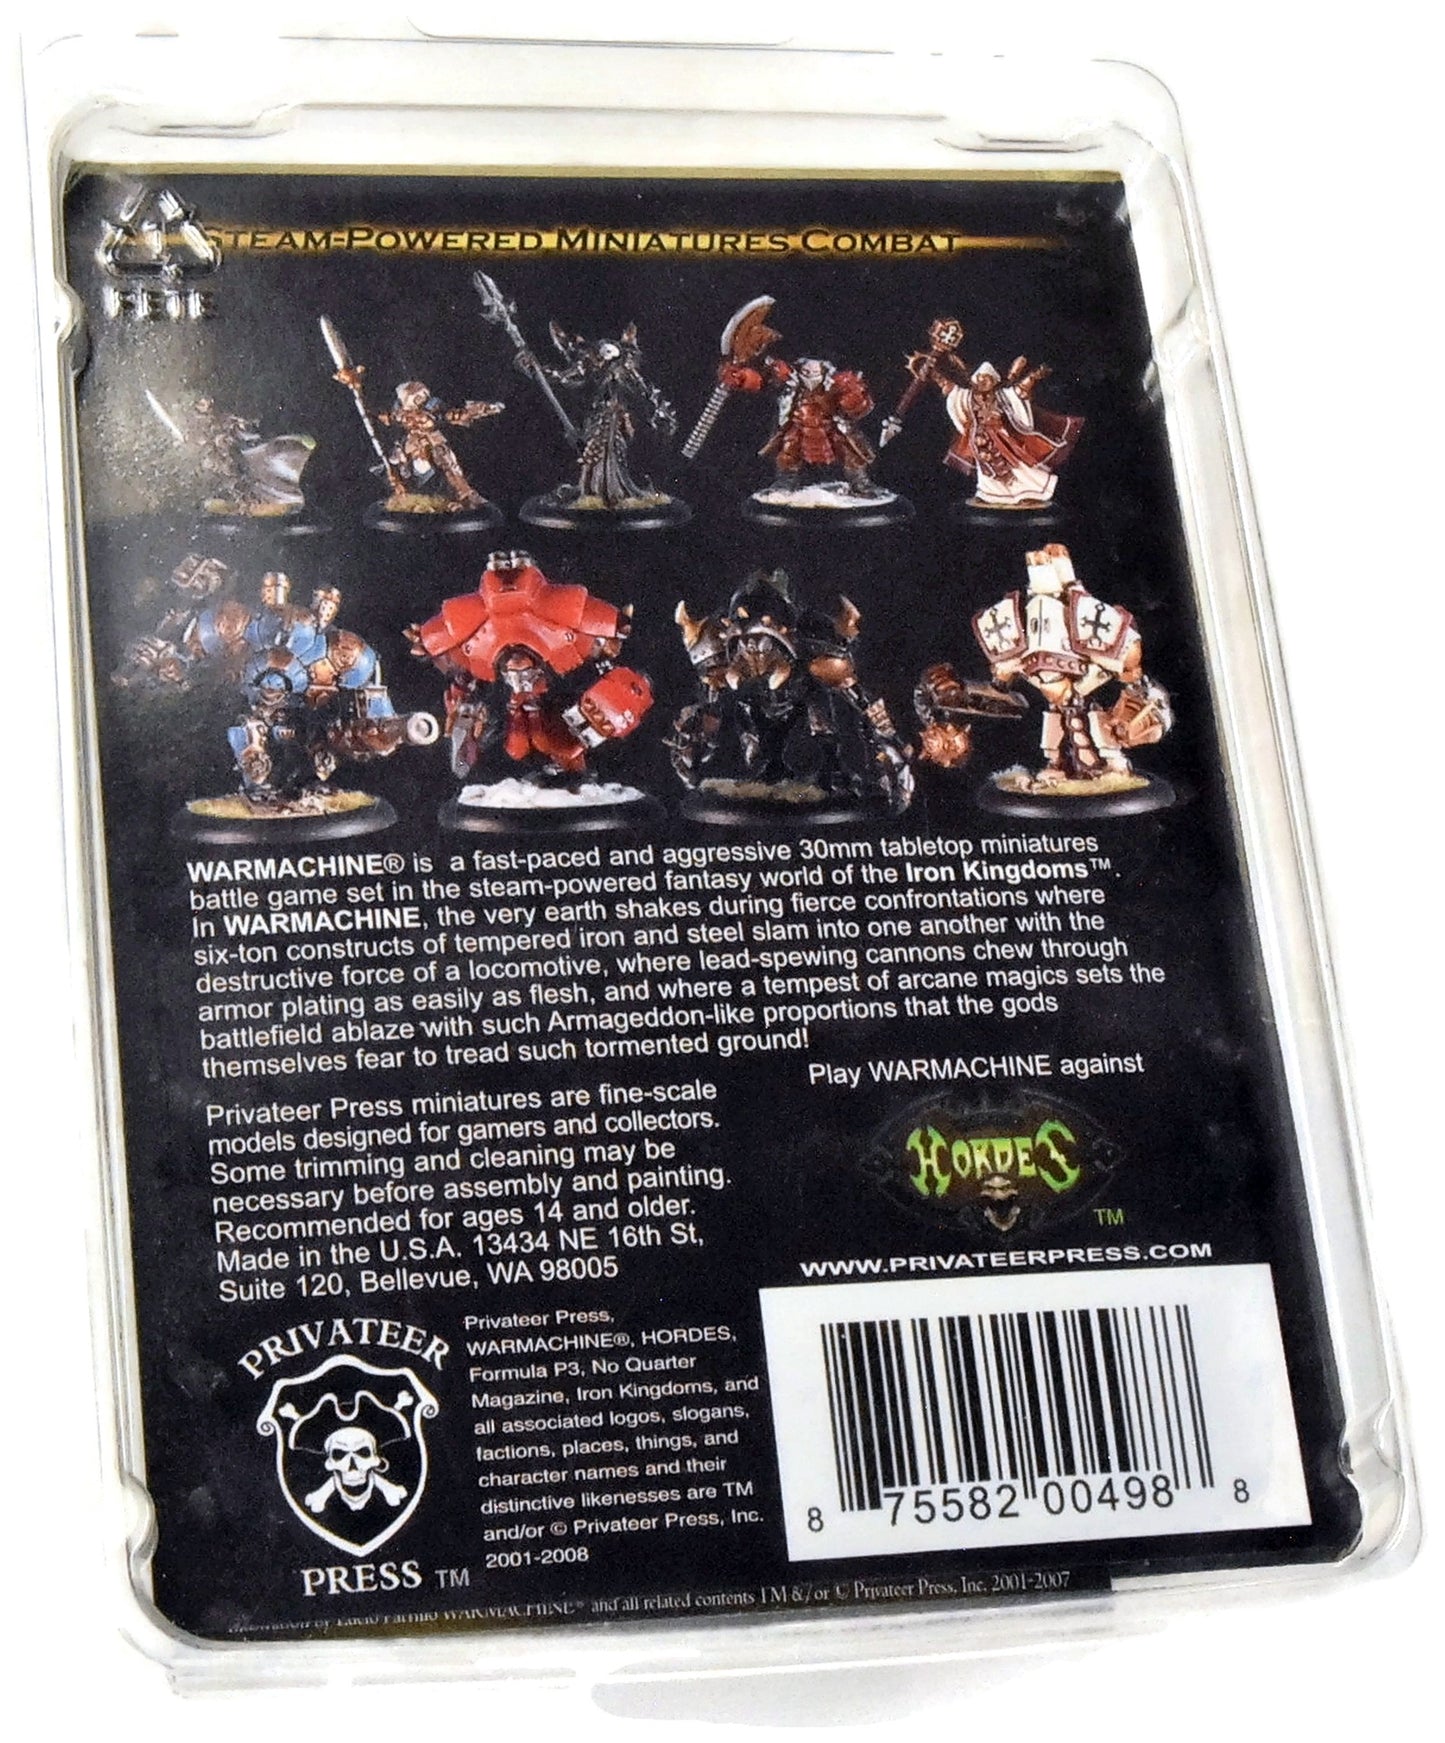 1
PETE
STEAM-POWERED MINIATURES COMBAT
WARMACHINE® is a fast-paced and aggressive 30mm tabletop miniatures
battle game set in the steam-powered fantasy world of the Iron Kingdoms™.
In WARMACHINE, the very earth shakes during fierce confrontations where
six-ton constructs of tempered iron and steel slam into one another with the
destructive force of a locomotive, where lead-spewing cannons chew through
armor plating as easily as flesh, and where a tempest of arcane magics sets the
battlefield ablaze with such Armageddon-like proportions that the gods
themselves fear to tread such tormented ground!
Privateer Press miniatures are fine-scale
models designed for gamers and collectors.
Some trimming and cleaning may be
necessary before assembly and painting.
Recommended for ages 14 and older.
Made in the U.S.A. 13434 NE 16th St,
Suite 120, Bellevue, WA 98005
Play WARMACHINE against
HORDES
TM
WWW.PRIVATEERPRESS.COM
PRIVATEER
PRESS TM
Privateer Press,
WARMACHINE®, HORDES,
Formula P3, No Quarter
Magazine, Iron Kingdoms, and
all associated logos, slogans,
factions, places, things, and
character names and their
distinctive likenesses are TM
and/or © Privateer Press, Inc.
2001-2008
8 75582 00498 8
WARMACHINE® and all related contents TM &/or © Privateer Press, Inc. 2001-2007